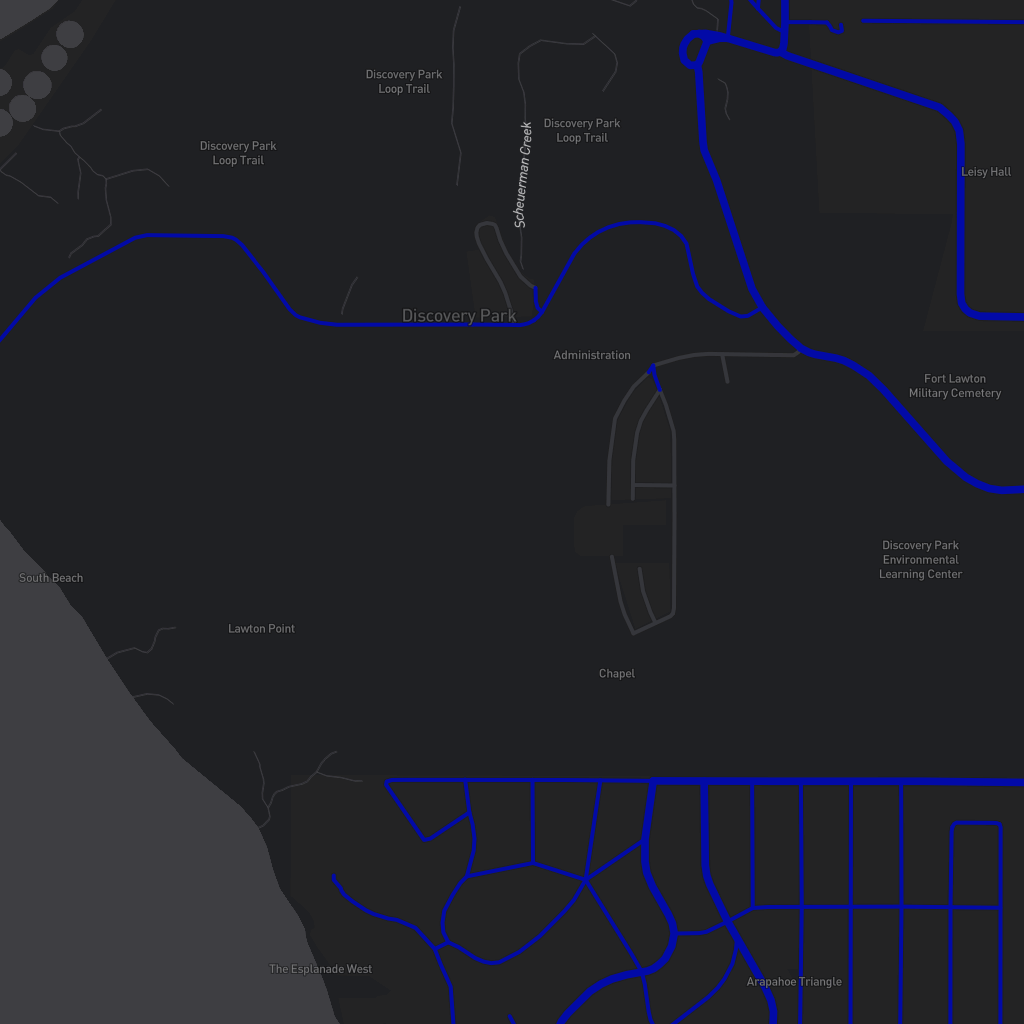 Discovery Park
Loop Trail
Discovery Park
Loop Trail
Discovery Park
Loop Trail
Scheuerman Creek
Leisy Hall
Discovery Park
Administration
Fort Lawton
Military Cemetery
Discovery Park
Environmental
Learning Center
South Beach
Lawton Point
Chapel
The Esplanade West
Arapahoe Triangle